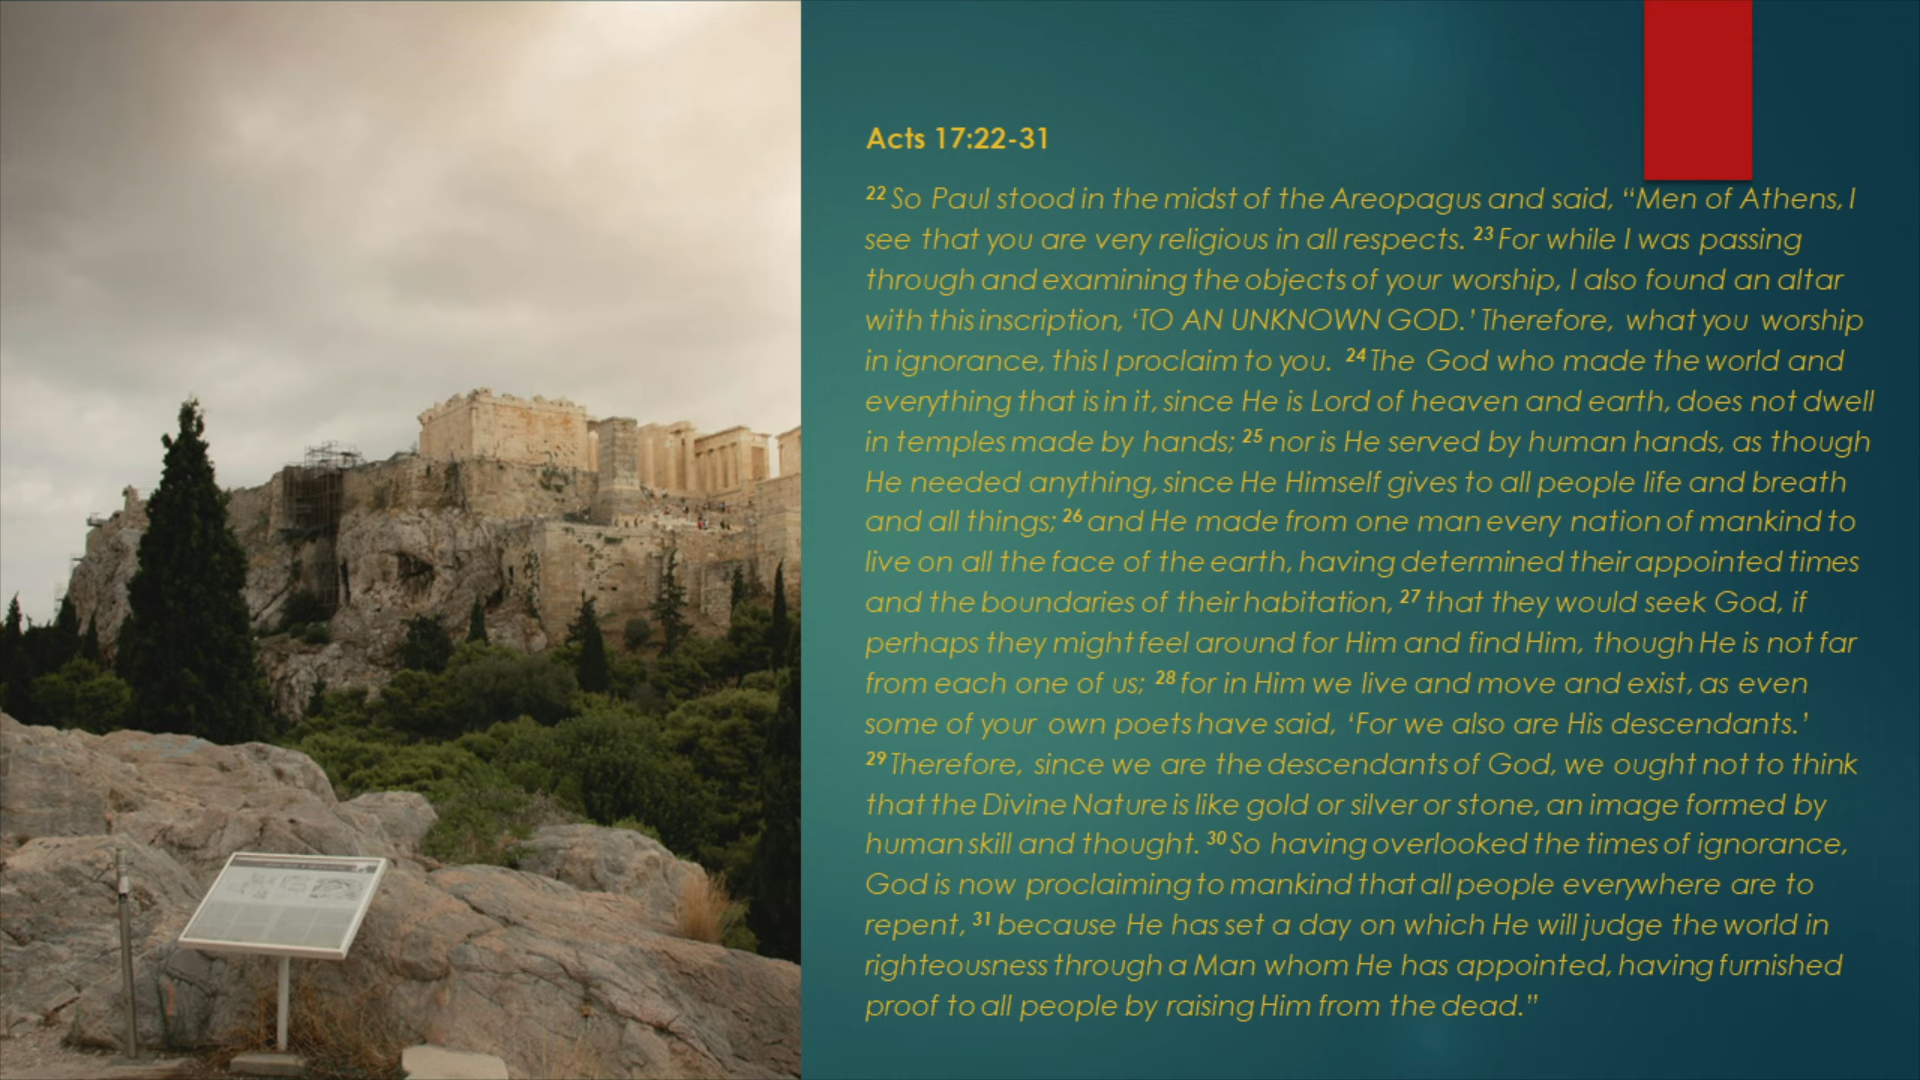 Acts 17:22-31
22 So Paul stood in the midst of the Areopagus and said, “Men of Athens, I
see that you are very religious in all respects. 23 For while I was passing
through and examining the objects of your worship, I also found an altar
with this inscription, ‘TO AN UNKNOWN GOD.’ Therefore, what you worship
in ignorance, this I proclaim to you. 24 The God who made the world and
everything that is in it, since He is Lord of heaven and earth, does not dwell
in temples made by hands; 25 nor is He served by human hands, as though
He needed anything, since He Himself gives to all people life and breath
and all things; 26 and He made from one man every nation of mankind to
live on all the face of the earth, having determined their appointed times
and the boundaries of their habitation, 27 that they would seek God, if
perhaps they might feel around for Him and find Him, though He is not far
from each one of us; 28 for in Him we live and move and exist, as even
some of your own poets have said, ‘For we also are His descendants.’
29 Therefore, since we are the descendants of God, we ought not to think
that the Divine Nature is like gold or silver or stone, an image formed by
human skill and thought. 30 So having overlooked the times of ignorance,
God is now proclaiming to mankind that all people everywhere are to
repent, 31 because He has set a day on which He will judge the world in
righteousness through a Man whom He has appointed, having furnished
proof to all people by raising Him from the dead.”